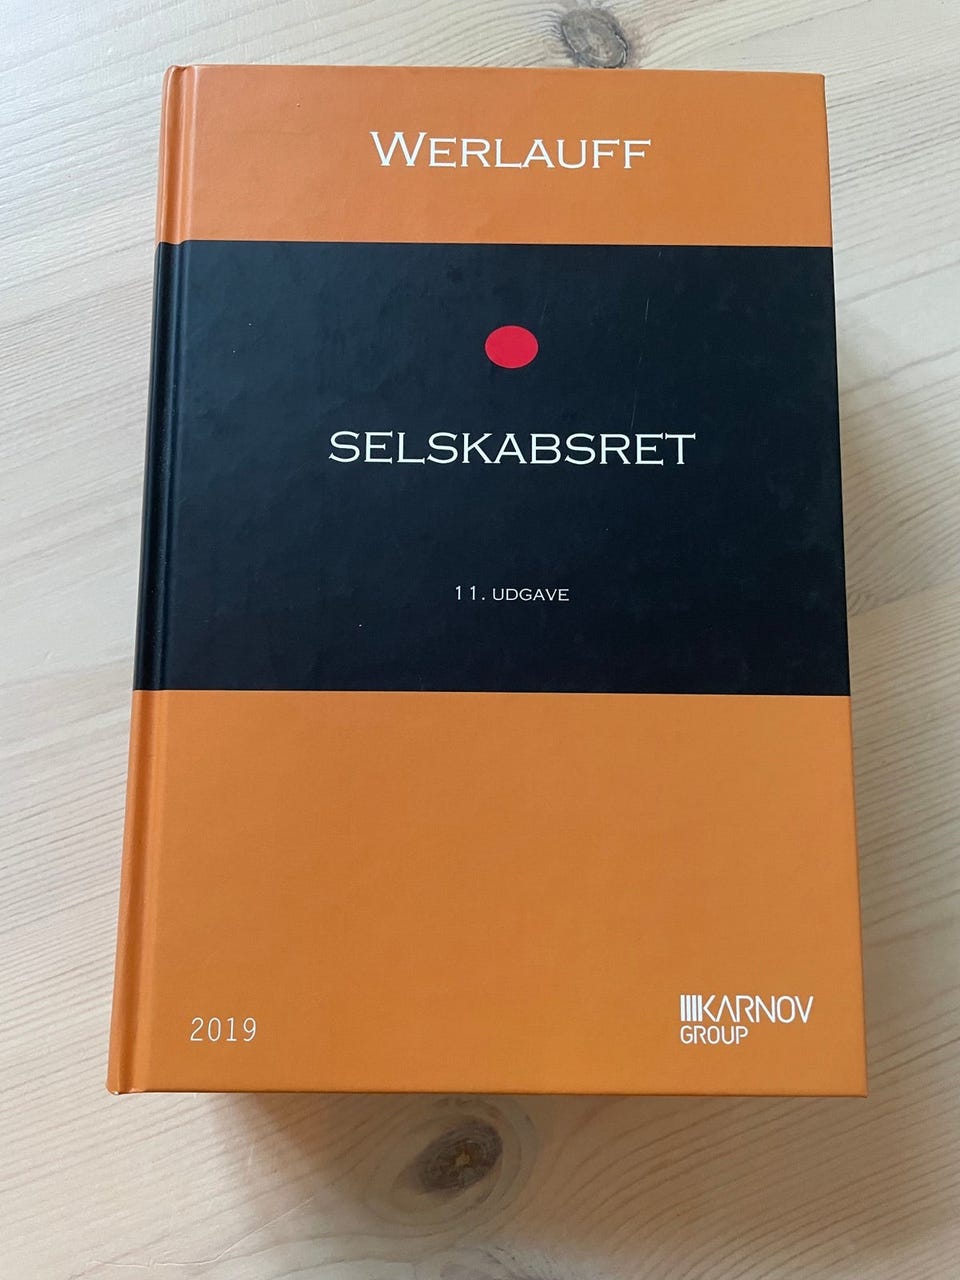 WERLAUFF
SELSKABSRET
11. UDGAVE
2019
KARNOV
GROUP